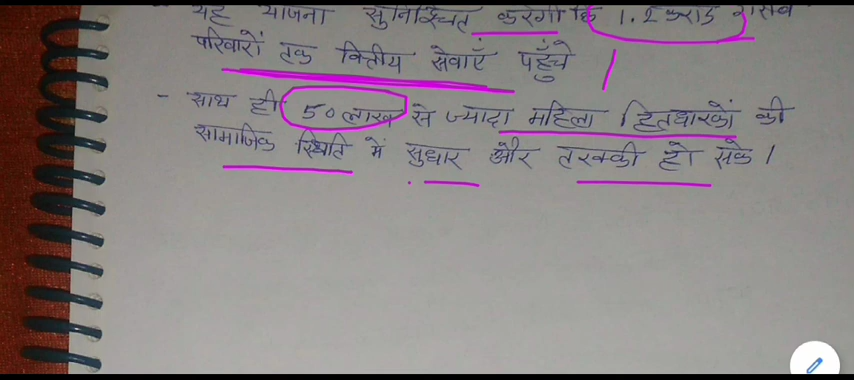 - यह योजना सुनिश्चित करेगी कि 1.2 करोड़ गरीब
परिवारों तक वित्तीय सेवाएँ पहुँचे
- साथ ही 50 लाख से ज्यादा महिला हितधारकों की
सामाजिक स्थिति में सुधार और तरक्की हो सके।